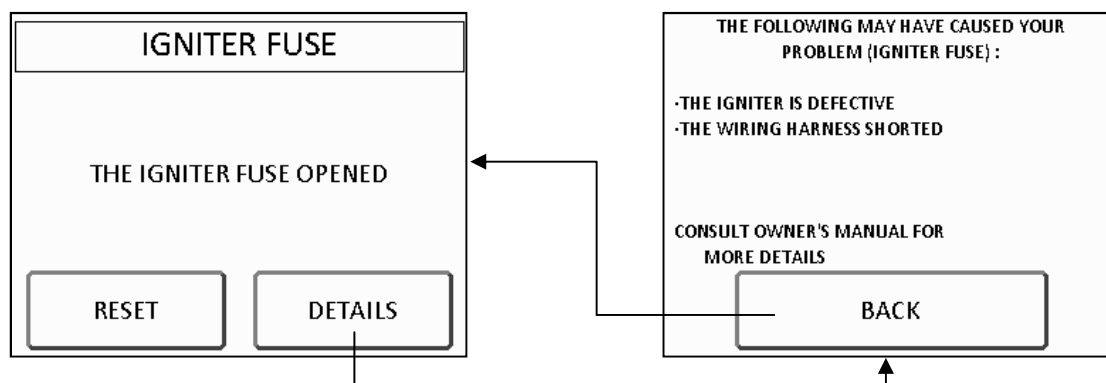 IGNITER FUSE
THE IGNITER FUSE OPENED
RESET
DETAILS
THE FOLLOWING MAY HAVE CAUSED YOUR
PROBLEM (IGNITER FUSE) :
·THE IGNITER IS DEFECTIVE
·THE WIRING HARNESS SHORTED
CONSULT OWNER'S MANUAL FOR
MORE DETAILS
BACK